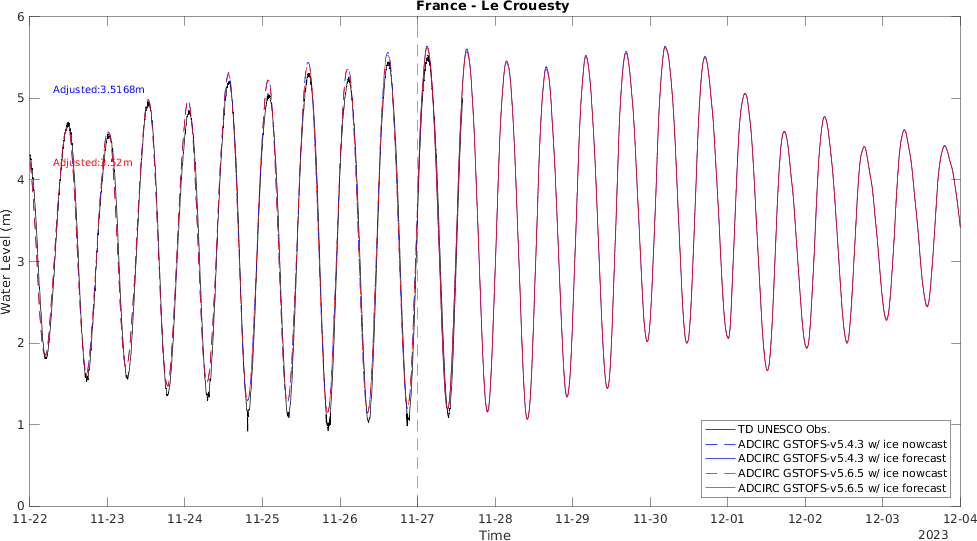 France - Le Crouesty
6
5
4
3
2
1
0
Water Level (m)
Adjusted:3.5168m
Adjusted:3.52m
TD UNESCO Obs.
ADCIRC GSTOFS-v5.4.3 w/ ice nowcast
ADCIRC GSTOFS-v5.4.3 w/ ice forecast
ADCIRC GSTOFS-v5.6.5 w/ ice nowcast
ADCIRC GSTOFS-v5.6.5 w/ ice forecast
11-22 11-23 11-24 11-25 11-26 11-27 11-28 11-29 11-30 12-01 12-02 12-03 12-04
Time
2023